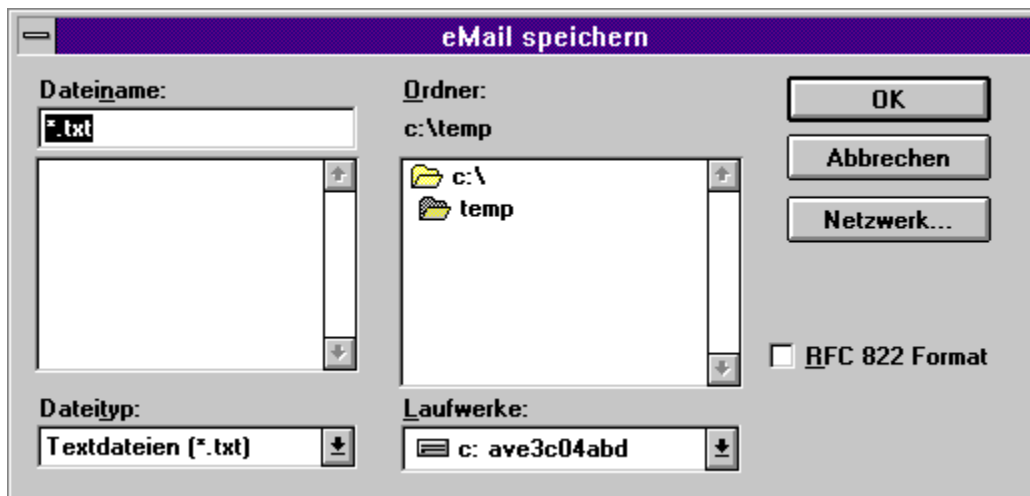 eMail speichern
Dateiname:
*.txt
Ordner:
c:\temp
c:\
temp
OK
Abbrechen
Netzwerk...
RFC 822 Format
Dateityp:
Textdateien (*.txt)
Laufwerke:
c: ave3c04abd